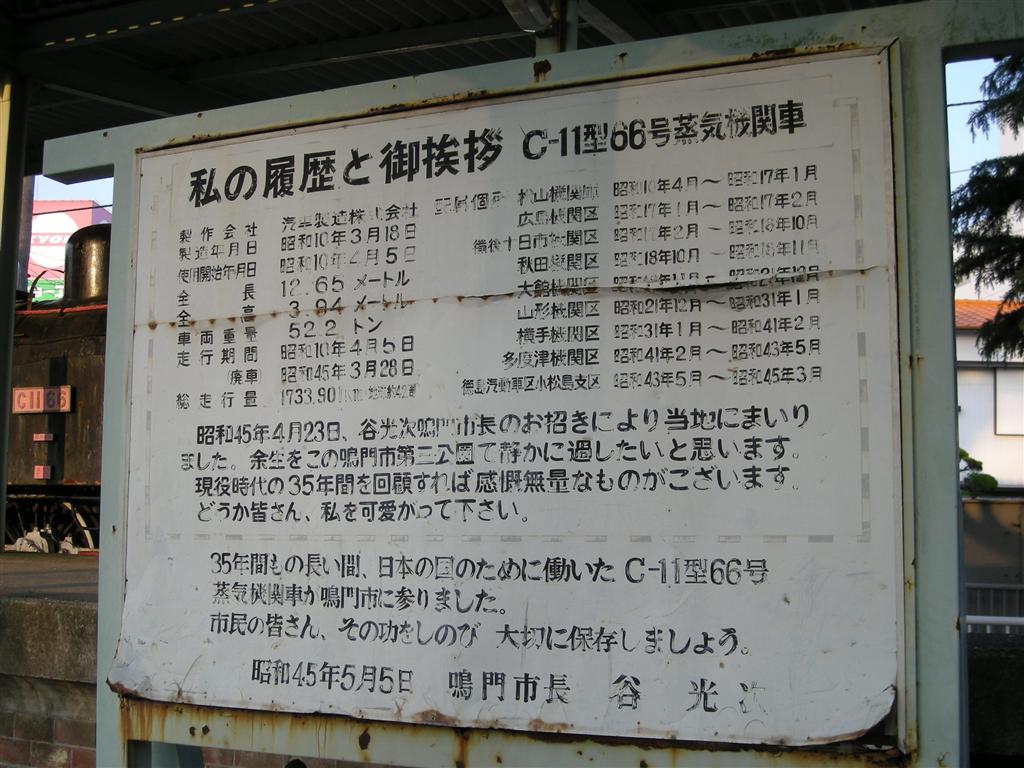 私の履歴と御挨拶 C-11型66号蒸気機関車
製作会社 汽車製造株式会社
製造年月日 昭和10年3月18日
使用開始年月日 昭和10年4月5日
全長 12.65メートル
全高 3.94メートル
車両重量 52.2トン
走行期間 昭和10年4月5日
(廃車 昭和45年3月28日
総走行量 1733,901Km
配属個所 松山機関区 昭和10年4月～昭和17年1月
広島機関区 昭和17年1月～昭和17年2月
備後十日市機関区 昭和17年2月～昭和18年10月
秋田機関区 昭和18年10月～昭和18年11月
大館機関区
山形機関区 昭和21年12月～昭和31年1月
横手機関区 昭和31年1月～昭和41年2月
多度津機関区 昭和41年2月～昭和43年5月
徳島汽動車区小松島支区 昭和43年5月～昭和45年3月
昭和45年4月23日、谷光次鳴門市長のお招きにより当地にまいり
ました。余生をこの鳴門市第二公園で静かに過したいと思います。
現役時代の35年間を回顧すれば感慨無量なものがございます。
どうか皆さん、私を可愛がって下さい。
35年間もの長い間、日本の国のために働いたC-11型66号
蒸気機関車が鳴門市に参りました。
市民の皆さん、その功をしのび 大切に保存しましょう。
昭和45年5月5日 鳴門市長 谷 光次
C11 66